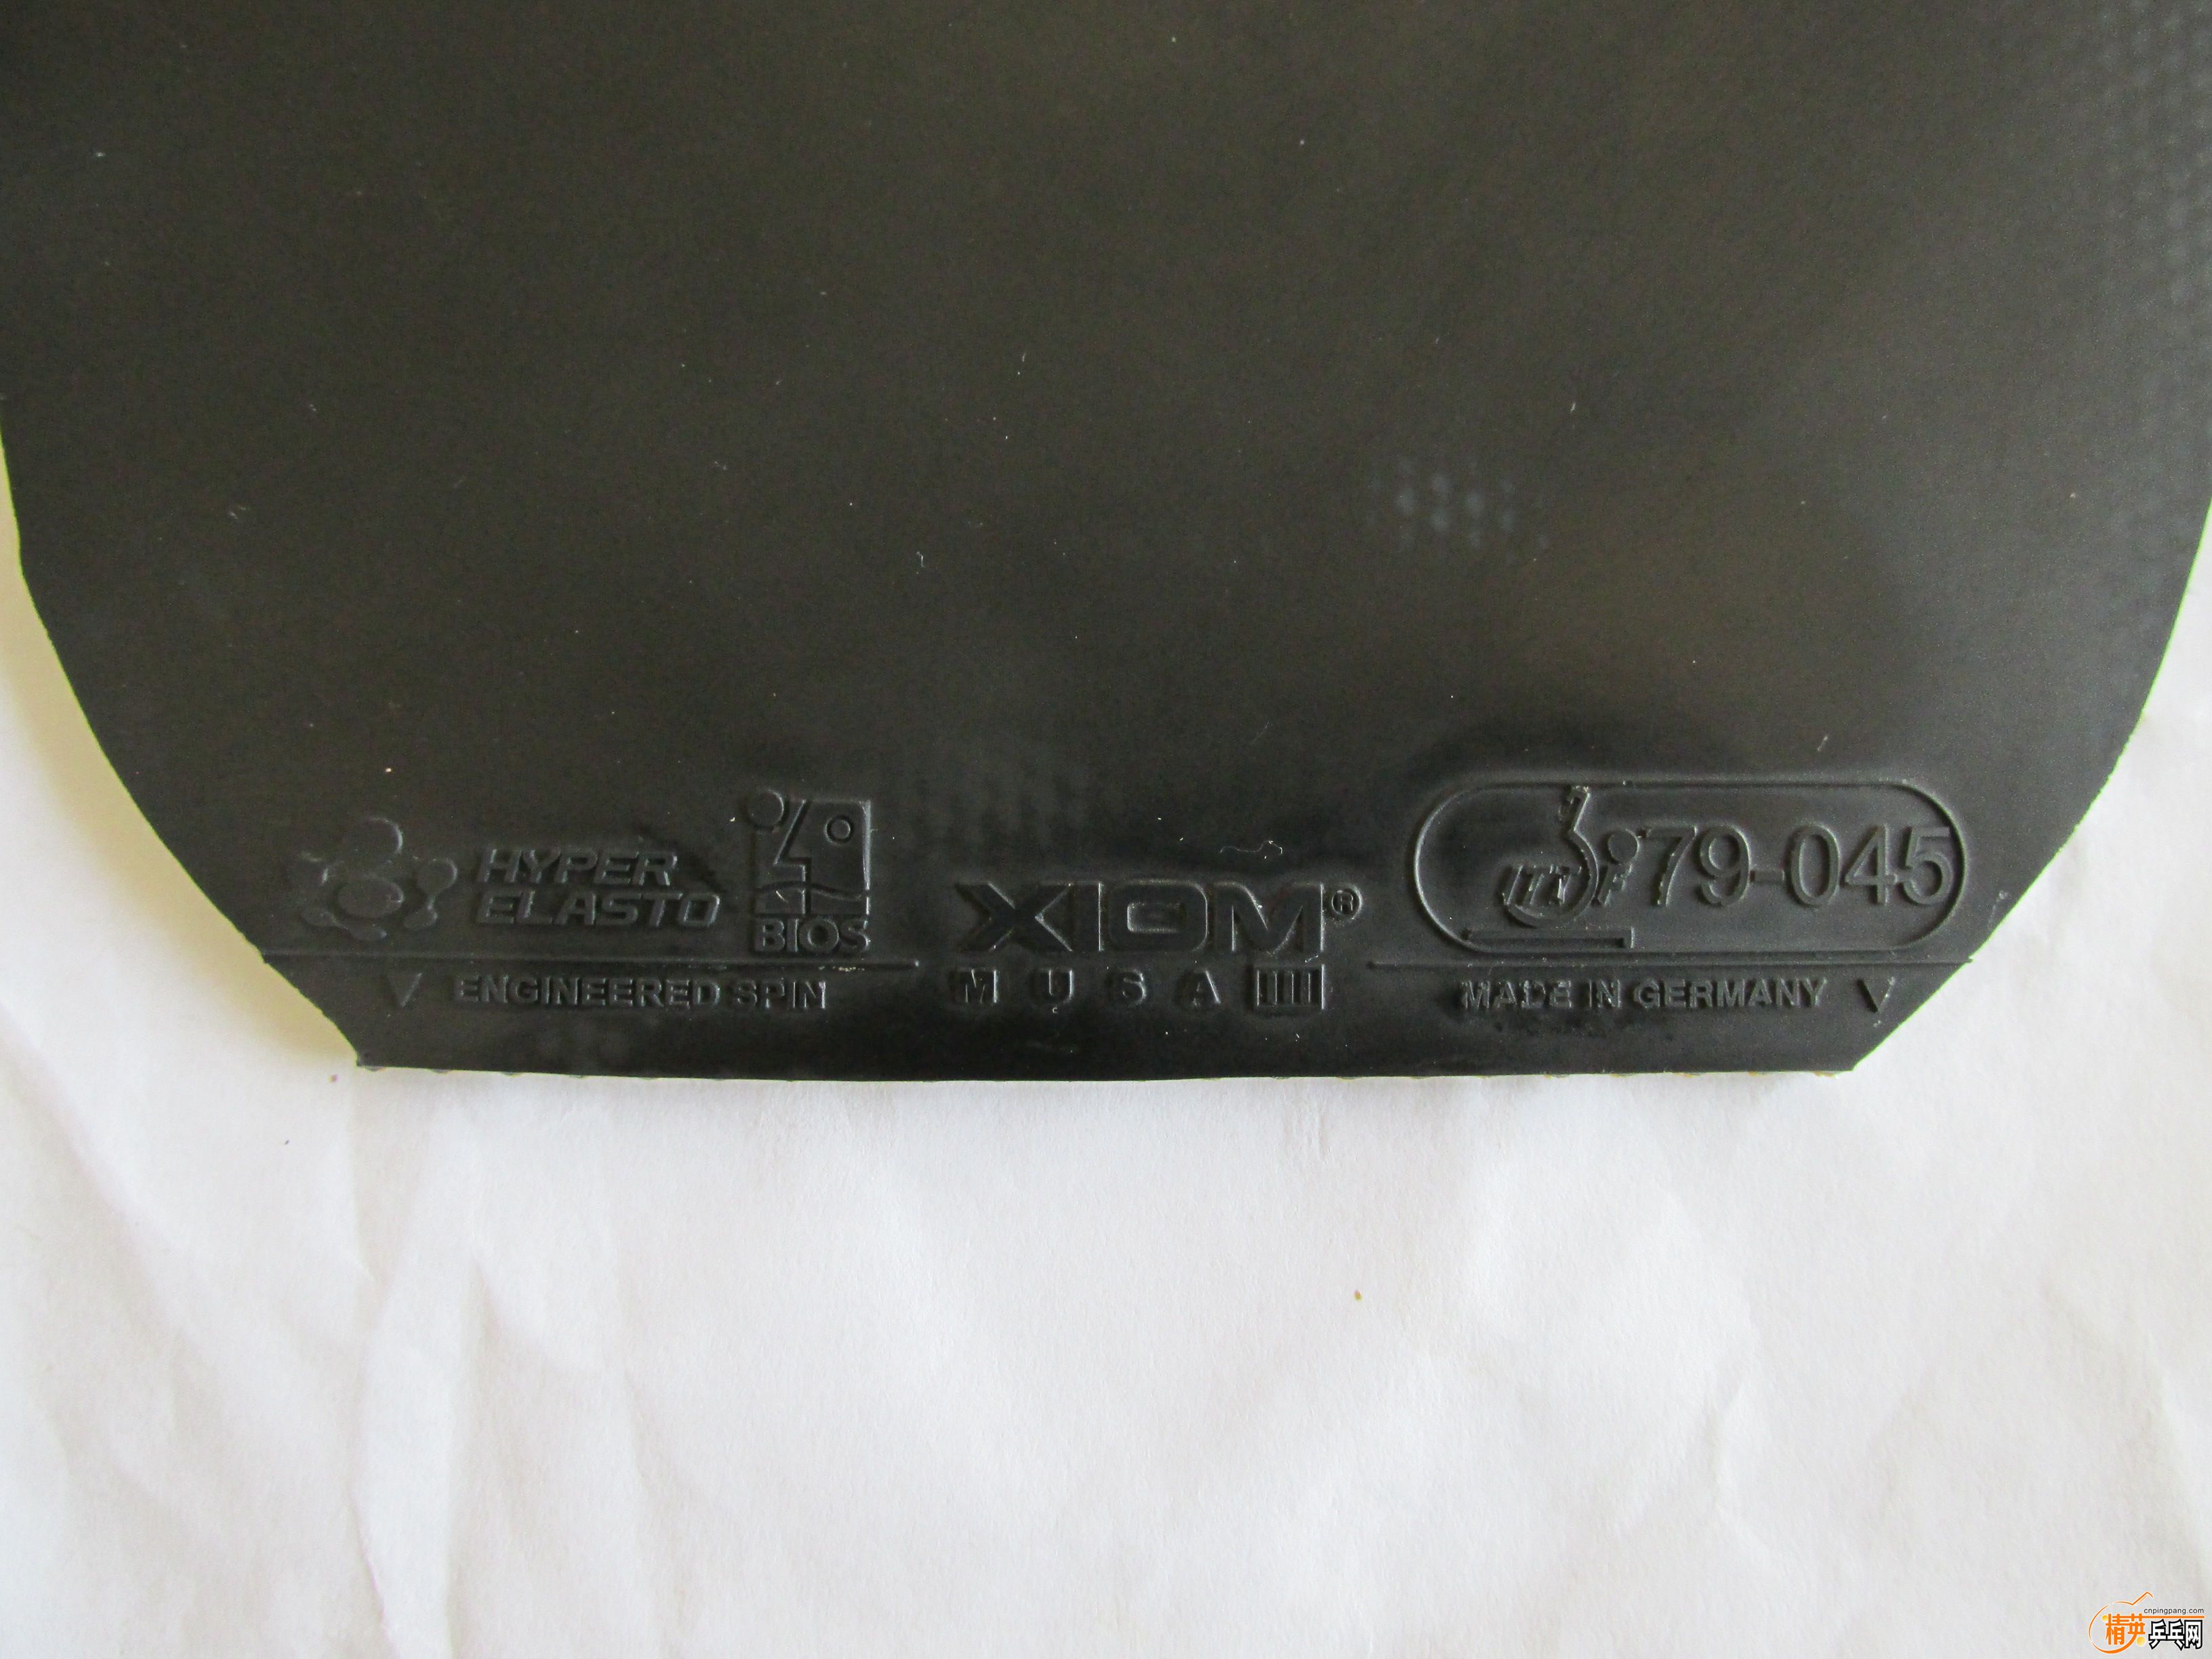 HYPER
ELASTO
BIOS
XIOM®
MUSA III
ITTF 79-045
ENGINEERED SPIN
MADE IN GERMANY
cnpingpang.com
精英乒乓网